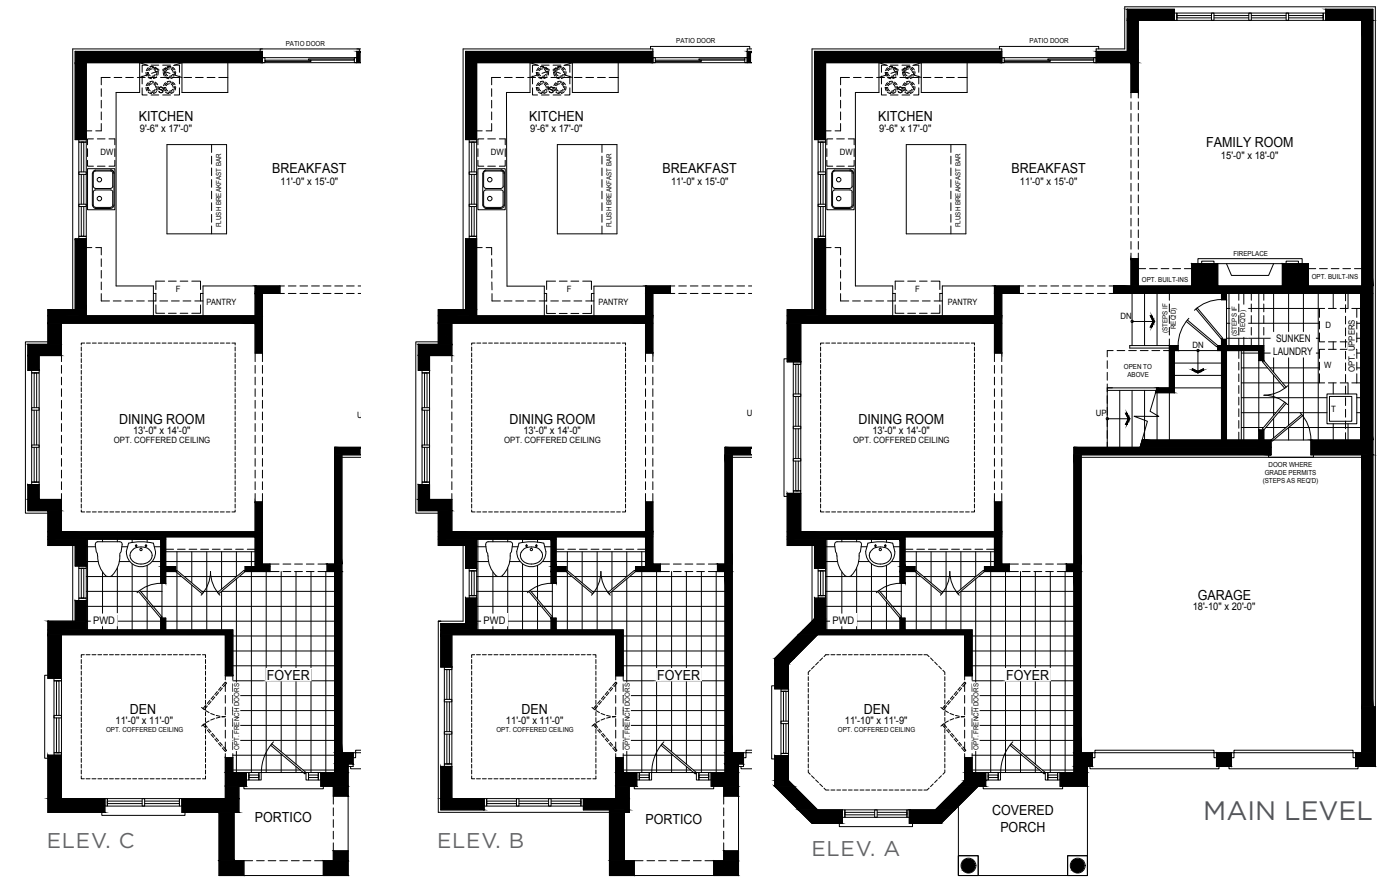 PATIO DOOR
KITCHEN
9'-6" x 17'-0"
DW
BREAKFAST
11'-0" x 15'-0"
FLUSH BREAKFAST BAR
F
PANTRY
DINING ROOM
13'-0" x 14'-0"
OPT. COFFERED CEILING
U
PWD
FOYER
DEN
11'-0" x 11'-0"
OPT. COFFERED CEILING
OPT. FRENCH DOORS
PORTICO
ELEV. C
PATIO DOOR
KITCHEN
9'-6" x 17'-0"
DW
BREAKFAST
11'-0" x 15'-0"
FLUSH BREAKFAST BAR
F
PANTRY
DINING ROOM
13'-0" x 14'-0"
OPT. COFFERED CEILING
U
PWD
FOYER
DEN
11'-0" x 11'-0"
OPT. COFFERED CEILING
OPT. FRENCH DOORS
PORTICO
ELEV. B
PATIO DOOR
KITCHEN
9'-6" x 17'-0"
DW
BREAKFAST
11'-0" x 15'-0"
FLUSH BREAKFAST BAR
F
PANTRY
FAMILY ROOM
15'-0" x 18'-0"
FIREPLACE
OPT. BUILT-INS
OPT. BUILT-INS
DN
(STEPS IF
REQ'D)
(STEPS IF
REQ'D)
DN
SUNKEN
LAUNDRY
D
W
OPT. UPPERS
T
OPEN TO
ABOVE
UP
DINING ROOM
13'-0" x 14'-0"
OPT. COFFERED CEILING
DOOR WHERE
GRADE PERMITS
(STEPS AS REQ'D)
GARAGE
18'-10" x 20'-0"
PWD
FOYER
DEN
11'-10" x 11'-9"
OPT. COFFERED CEILING
OPT. FRENCH DOORS
COVERED
PORCH
ELEV. A
MAIN LEVEL